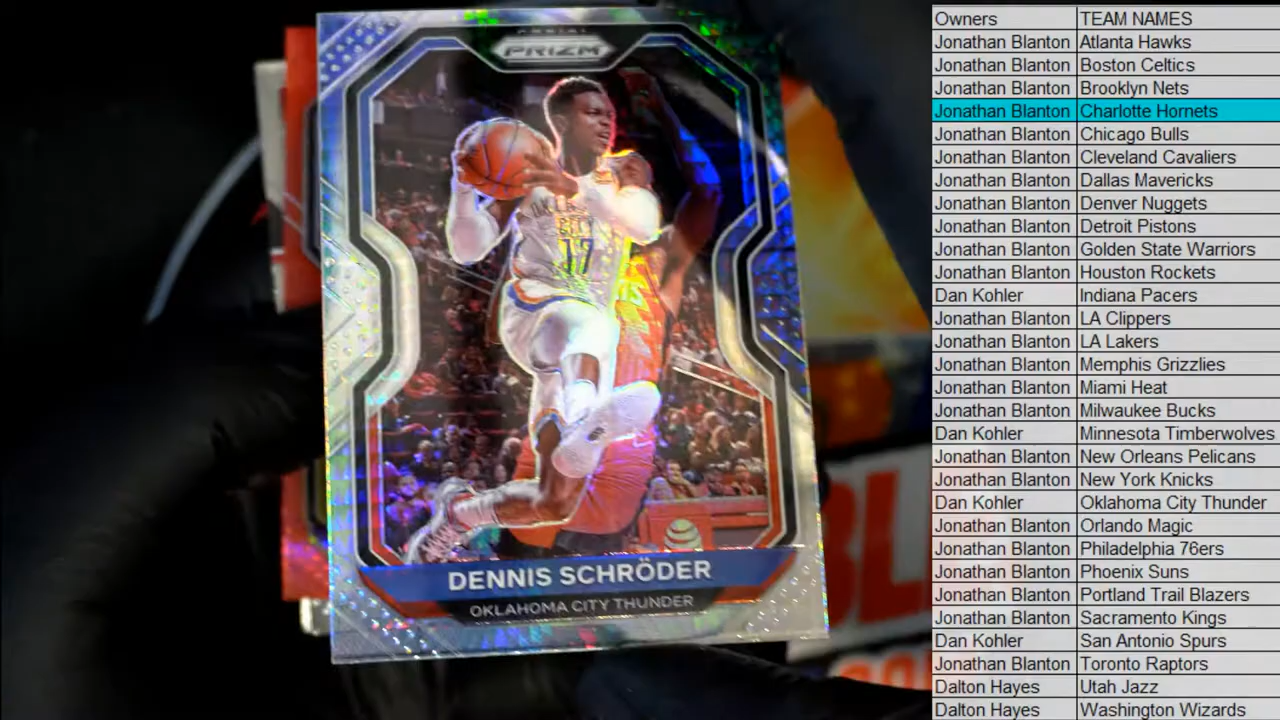 PANINI
PRIZM
OKLAHOMA
CITY
17
DENNIS SCHRÖDER
OKLAHOMA CITY THUNDER
BL
Owners TEAM NAMES
Jonathan Blanton Atlanta Hawks
Jonathan Blanton Boston Celtics
Jonathan Blanton Brooklyn Nets
Jonathan Blanton Charlotte Hornets
Jonathan Blanton Chicago Bulls
Jonathan Blanton Cleveland Cavaliers
Jonathan Blanton Dallas Mavericks
Jonathan Blanton Denver Nuggets
Jonathan Blanton Detroit Pistons
Jonathan Blanton Golden State Warriors
Jonathan Blanton Houston Rockets
Dan Kohler Indiana Pacers
Jonathan Blanton LA Clippers
Jonathan Blanton LA Lakers
Jonathan Blanton Memphis Grizzlies
Jonathan Blanton Miami Heat
Jonathan Blanton Milwaukee Bucks
Dan Kohler Minnesota Timberwolves
Jonathan Blanton New Orleans Pelicans
Jonathan Blanton New York Knicks
Dan Kohler Oklahoma City Thunder
Jonathan Blanton Orlando Magic
Jonathan Blanton Philadelphia 76ers
Jonathan Blanton Phoenix Suns
Jonathan Blanton Portland Trail Blazers
Jonathan Blanton Sacramento Kings
Dan Kohler San Antonio Spurs
Jonathan Blanton Toronto Raptors
Dalton Hayes Utah Jazz
Dalton Hayes Washington Wizards